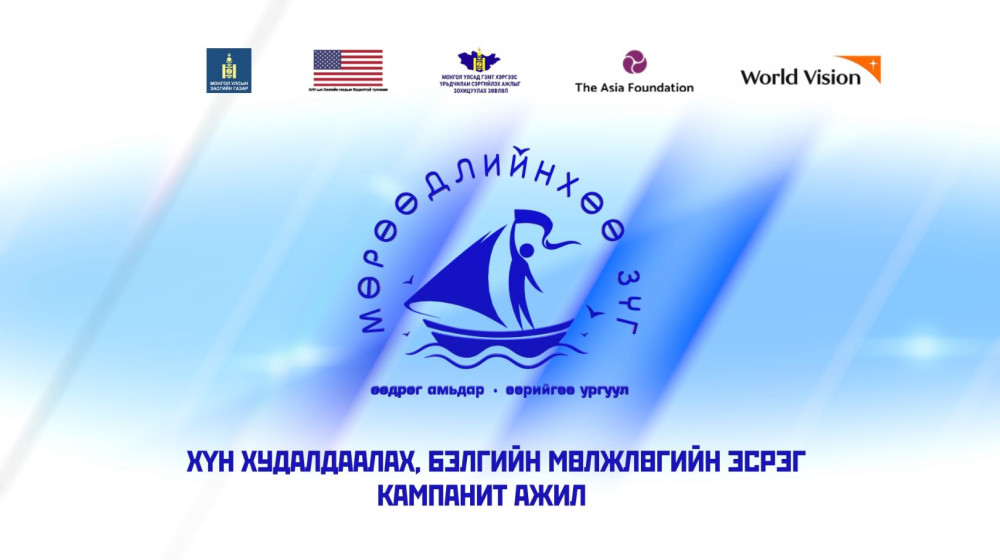 МОНГОЛ УЛСЫН
ЗАСГИЙН ГАЗАР
МОНГОЛ УЛСАД ГЭМТ ХЭРГЭЭС
УРЬДЧИЛАН СЭРГИЙЛЭХ АЖЛЫГ
ЗОХИЦУУЛАХ ЗӨВЛӨЛ
The Asia Foundation
World Vision
МӨРӨӨДЛИЙНХӨӨ ЗҮГ
өөдрөг амьдар · өөрийгөө ургуул
ХҮН ХУДАЛДААЛАХ, БЭЛГИЙН МӨЛЖЛӨГИЙН ЭСРЭГ
КАМПАНИТ АЖИЛ